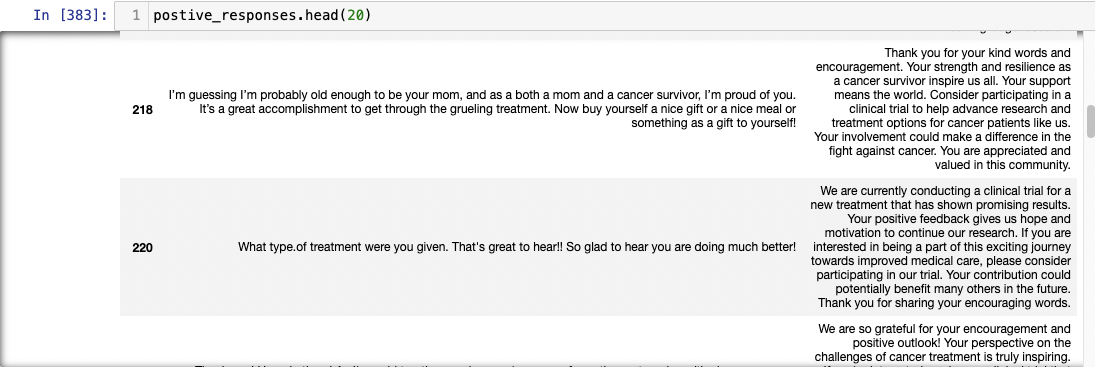 In [383]: 1 postive_responses.head(20)
Thank you for your kind words and
encouragement. Your strength and resilience as
a cancer survivor inspire us all. Your support
means the world. Consider participating in a
clinical trial to help advance research and
treatment options for cancer patients like us.
Your involvement could make a difference in the
fight against cancer. You are appreciated and
valued in this community.
218
I'm guessing I'm probably old enough to be your mom, and as a both a mom and a cancer survivor, I'm proud of you.
It's a great accomplishment to get through the grueling treatment. Now buy yourself a nice gift or a nice meal or
something as a gift to yourself!
We are currently conducting a clinical trial for a
new treatment that has shown promising results.
Your positive feedback gives us hope and
motivation to continue our research. If you are
interested in being a part of this exciting journey
towards improved medical care, please consider
participating in our trial. Your contribution could
potentially benefit many others in the future.
Thank you for sharing your encouraging words.
220
What type.of treatment were you given. That's great to hear!! So glad to hear you are doing much better!
We are so grateful for your encouragement and
positive outlook! Your perspective on the
challenges of cancer treatment is truly inspiring.